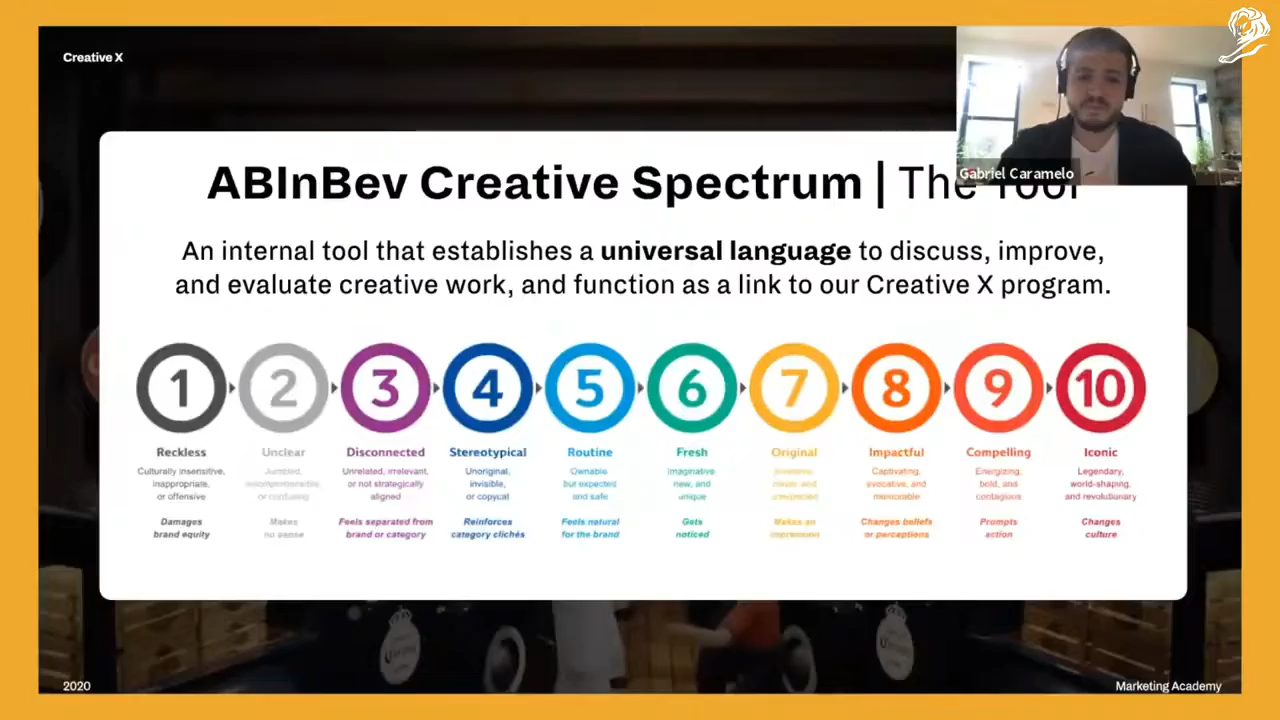 Creative X
Gabriel Caramelo
ABInBev Creative Spectrum | The Tool
An internal tool that establishes a universal language to discuss, improve,
and evaluate creative work, and function as a link to our Creative X program.
1 2 3 4 5 6 7 8 9 10
Reckless Unclear Disconnected Stereotypical Routine Fresh Original Impactful Compelling Iconic
Culturally insensitive, Jumbled, Unrelated, irrelevant, Unoriginal, Ownable Imaginative Captivating, Energizing, Legendary,
inappropriate, or not strategically invisible, but expected new, and evocative, and bold, and world-shaping,
or offensive or confusing aligned or copycat and safe unique memorable contagious and revolutionary
Damages Makes Feels separated from Reinforces Feels natural Gets Makes an Changes beliefs Prompts Changes
brand equity no sense brand or category category clichés for the brand noticed impression or perceptions action culture
2020
Marketing Academy